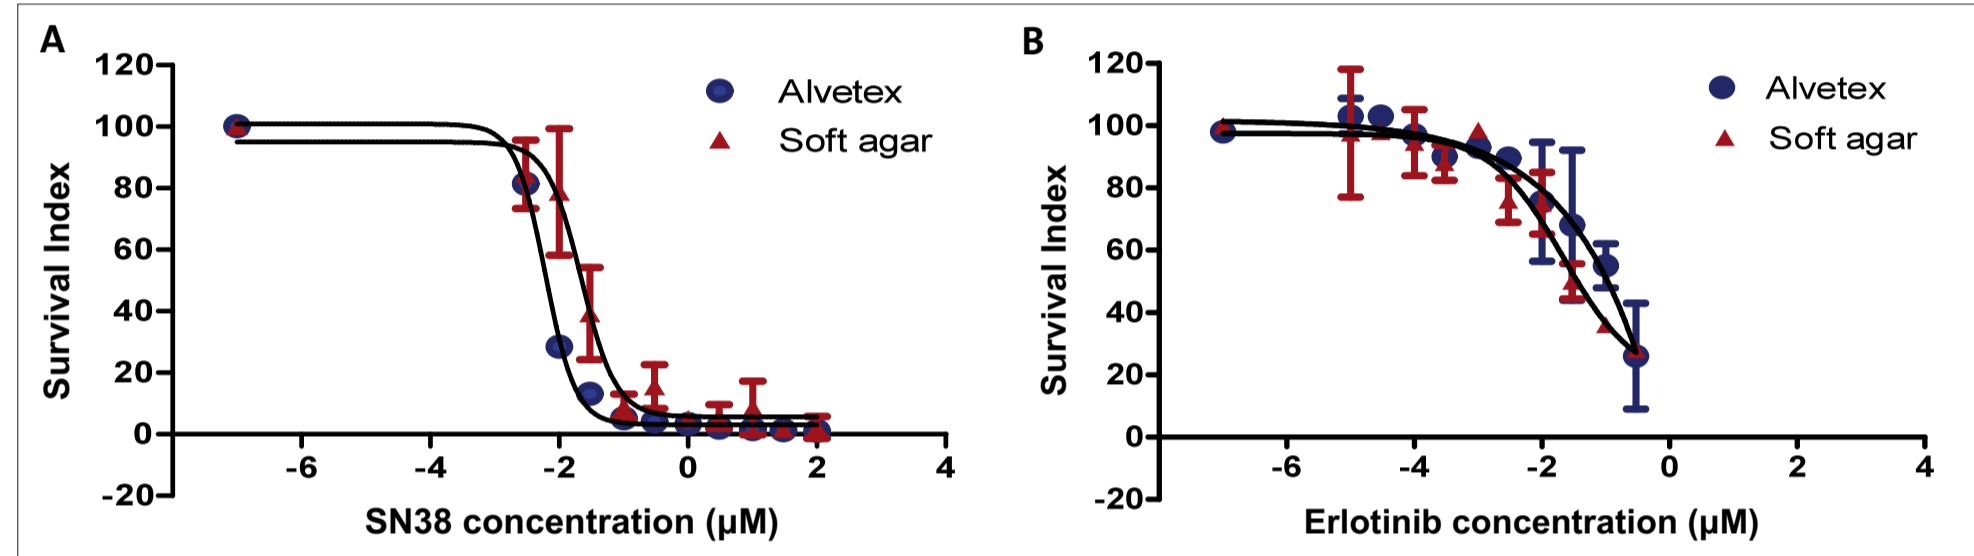 A
120
100
80
60
40
20
0
-20
Survival Index
Alvetex
Soft agar
-6 -4 -2 0 2 4
SN38 concentration (µM)
B
120
100
80
60
40
20
0
-20
Survival Index
Alvetex
Soft agar
-6 -4 -2 0 2 4
Erlotinib concentration (µM)